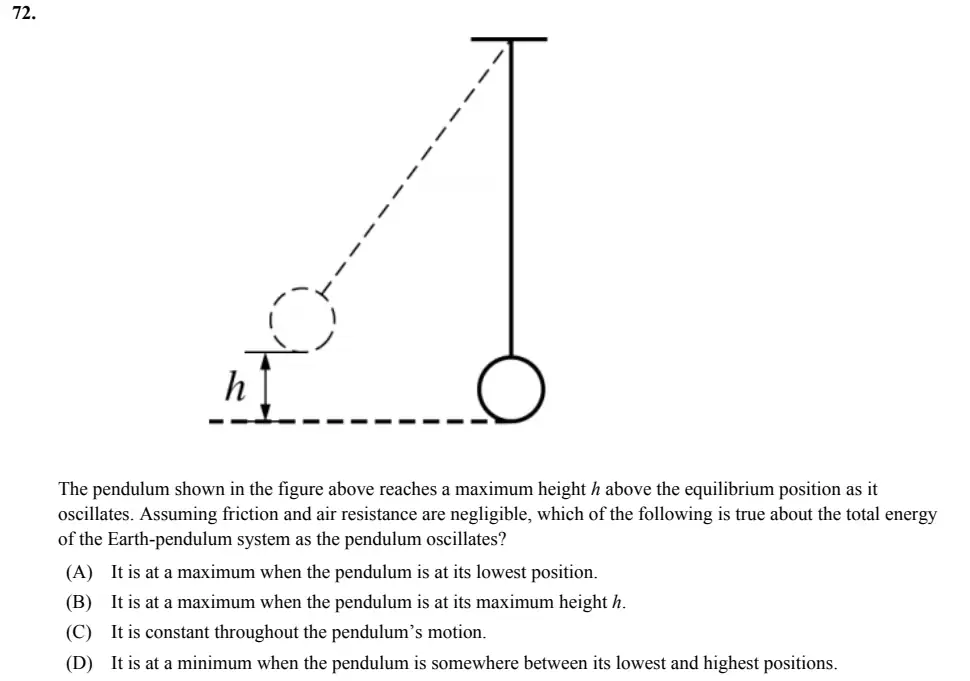 72.
h
The pendulum shown in the figure above reaches a maximum height h above the equilibrium position as it
oscillates. Assuming friction and air resistance are negligible, which of the following is true about the total energy
of the Earth-pendulum system as the pendulum oscillates?
(A) It is at a maximum when the pendulum is at its lowest position.
(B) It is at a maximum when the pendulum is at its maximum height h.
(C) It is constant throughout the pendulum’s motion.
(D) It is at a minimum when the pendulum is somewhere between its lowest and highest positions.